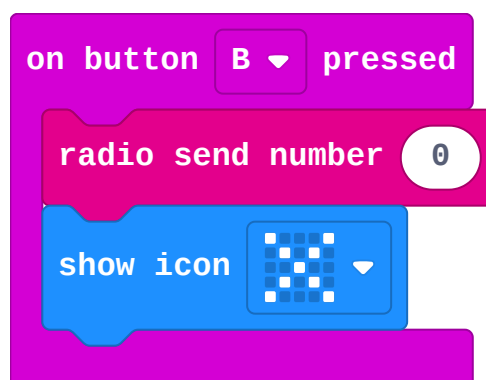 on button B pressed
radio send number 0
show icon